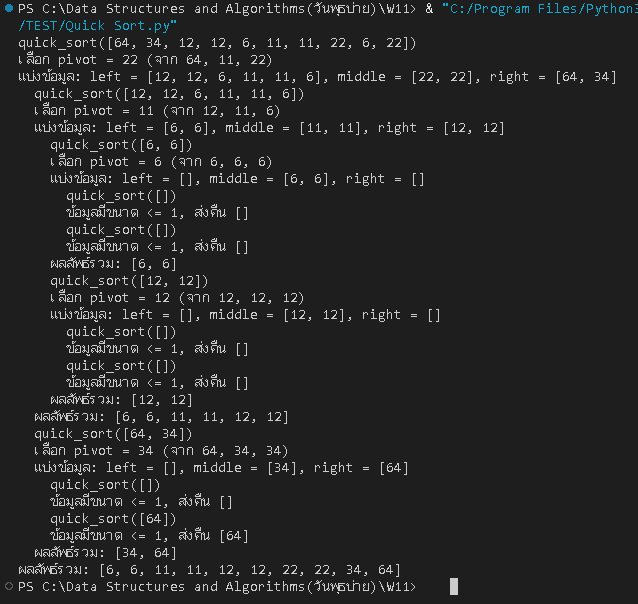 PS C:\Data Structures and Algorithms(วันพุธบ่าย)\W11> & "C:/Program Files/Python3
/TEST/Quick Sort.py"
quick_sort([64, 34, 12, 12, 6, 11, 11, 22, 6, 22])
เลือก pivot = 22 (จาก 64, 11, 22)
แบ่งข้อมูล: left = [12, 12, 6, 11, 11, 6], middle = [22, 22], right = [64, 34]
  quick_sort([12, 12, 6, 11, 11, 6])
  เลือก pivot = 11 (จาก 12, 11, 6)
  แบ่งข้อมูล: left = [6, 6], middle = [11, 11], right = [12, 12]
    quick_sort([6, 6])
    เลือก pivot = 6 (จาก 6, 6, 6)
    แบ่งข้อมูล: left = [], middle = [6, 6], right = []
      quick_sort([])
      ข้อมูลมีขนาด <= 1, ส่งคืน []
      quick_sort([])
      ข้อมูลมีขนาด <= 1, ส่งคืน []
    ผลลัพธ์รวม: [6, 6]
    quick_sort([12, 12])
    เลือก pivot = 12 (จาก 12, 12, 12)
    แบ่งข้อมูล: left = [], middle = [12, 12], right = []
      quick_sort([])
      ข้อมูลมีขนาด <= 1, ส่งคืน []
      quick_sort([])
      ข้อมูลมีขนาด <= 1, ส่งคืน []
    ผลลัพธ์รวม: [12, 12]
  ผลลัพธ์รวม: [6, 6, 11, 11, 12, 12]
  quick_sort([64, 34])
  เลือก pivot = 34 (จาก 64, 34, 34)
  แบ่งข้อมูล: left = [], middle = [34], right = [64]
    quick_sort([])
    ข้อมูลมีขนาด <= 1, ส่งคืน []
    quick_sort([64])
    ข้อมูลมีขนาด <= 1, ส่งคืน [64]
  ผลลัพธ์รวม: [34, 64]
ผลลัพธ์รวม: [6, 6, 11, 11, 12, 12, 22, 22, 34, 64]
PS C:\Data Structures and Algorithms(วันพุธบ่าย)\W11>